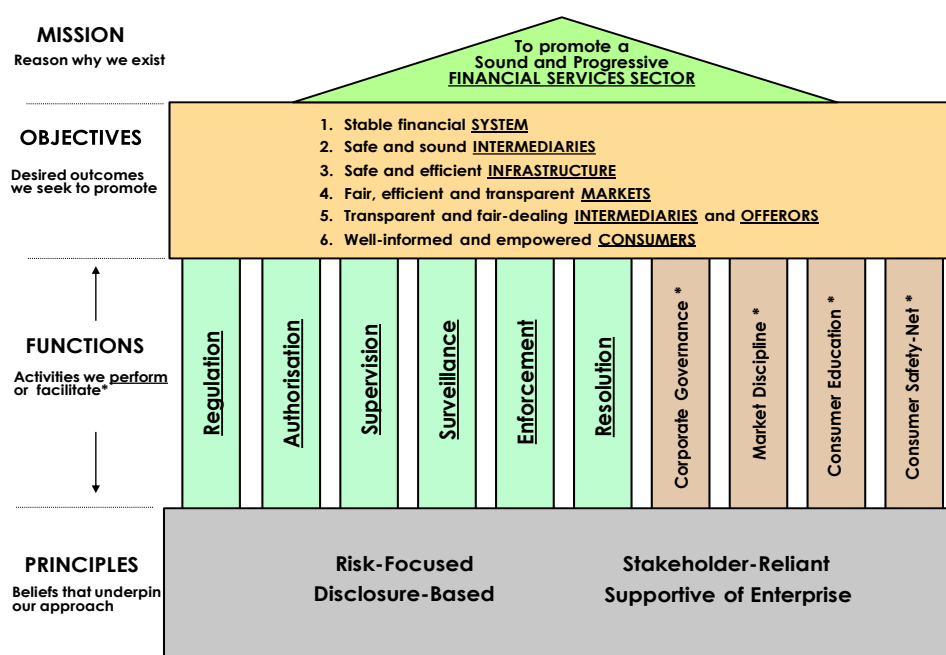 MISSION
Reason why we exist
To promote a
Sound and Progressive
FINANCIAL SERVICES SECTOR
OBJECTIVES
Desired outcomes
we seek to promote
1. Stable financial SYSTEM
2. Safe and sound INTERMEDIARIES
3. Safe and efficient INFRASTRUCTURE
4. Fair, efficient and transparent MARKETS
5. Transparent and fair-dealing INTERMEDIARIES and OFFERORS
6. Well-informed and empowered CONSUMERS
FUNCTIONS
Activities we perform
or facilitate*
Regulation
Authorisation
Supervision
Surveillance
Enforcement
Resolution
Corporate Governance *
Market Discipline *
Consumer Education *
Consumer Safety-Net *
PRINCIPLES
Beliefs that underpin
our approach
Risk-Focused
Disclosure-Based
Stakeholder-Reliant
Supportive of Enterprise